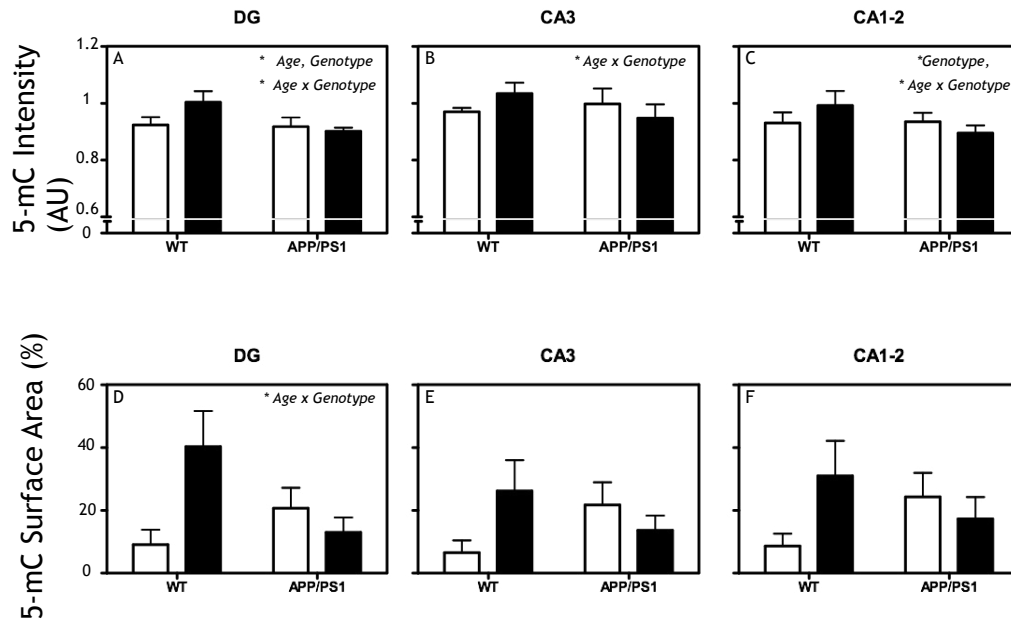 DG
CA3
CA1-2
5-mC Intensity
(AU)
1.2
1
0.8
0.6
0
A
* Age, Genotype
* Age x Genotype
WT
APP/PS1
B
* Age x Genotype
WT
APP/PS1
C
*Genotype,
* Age x Genotype
WT
APP/PS1
5-mC Surface Area (%)
DG
CA3
CA1-2
60
40
20
0
D
* Age x Genotype
WT
APP/PS1
E
WT
APP/PS1
F
WT
APP/PS1